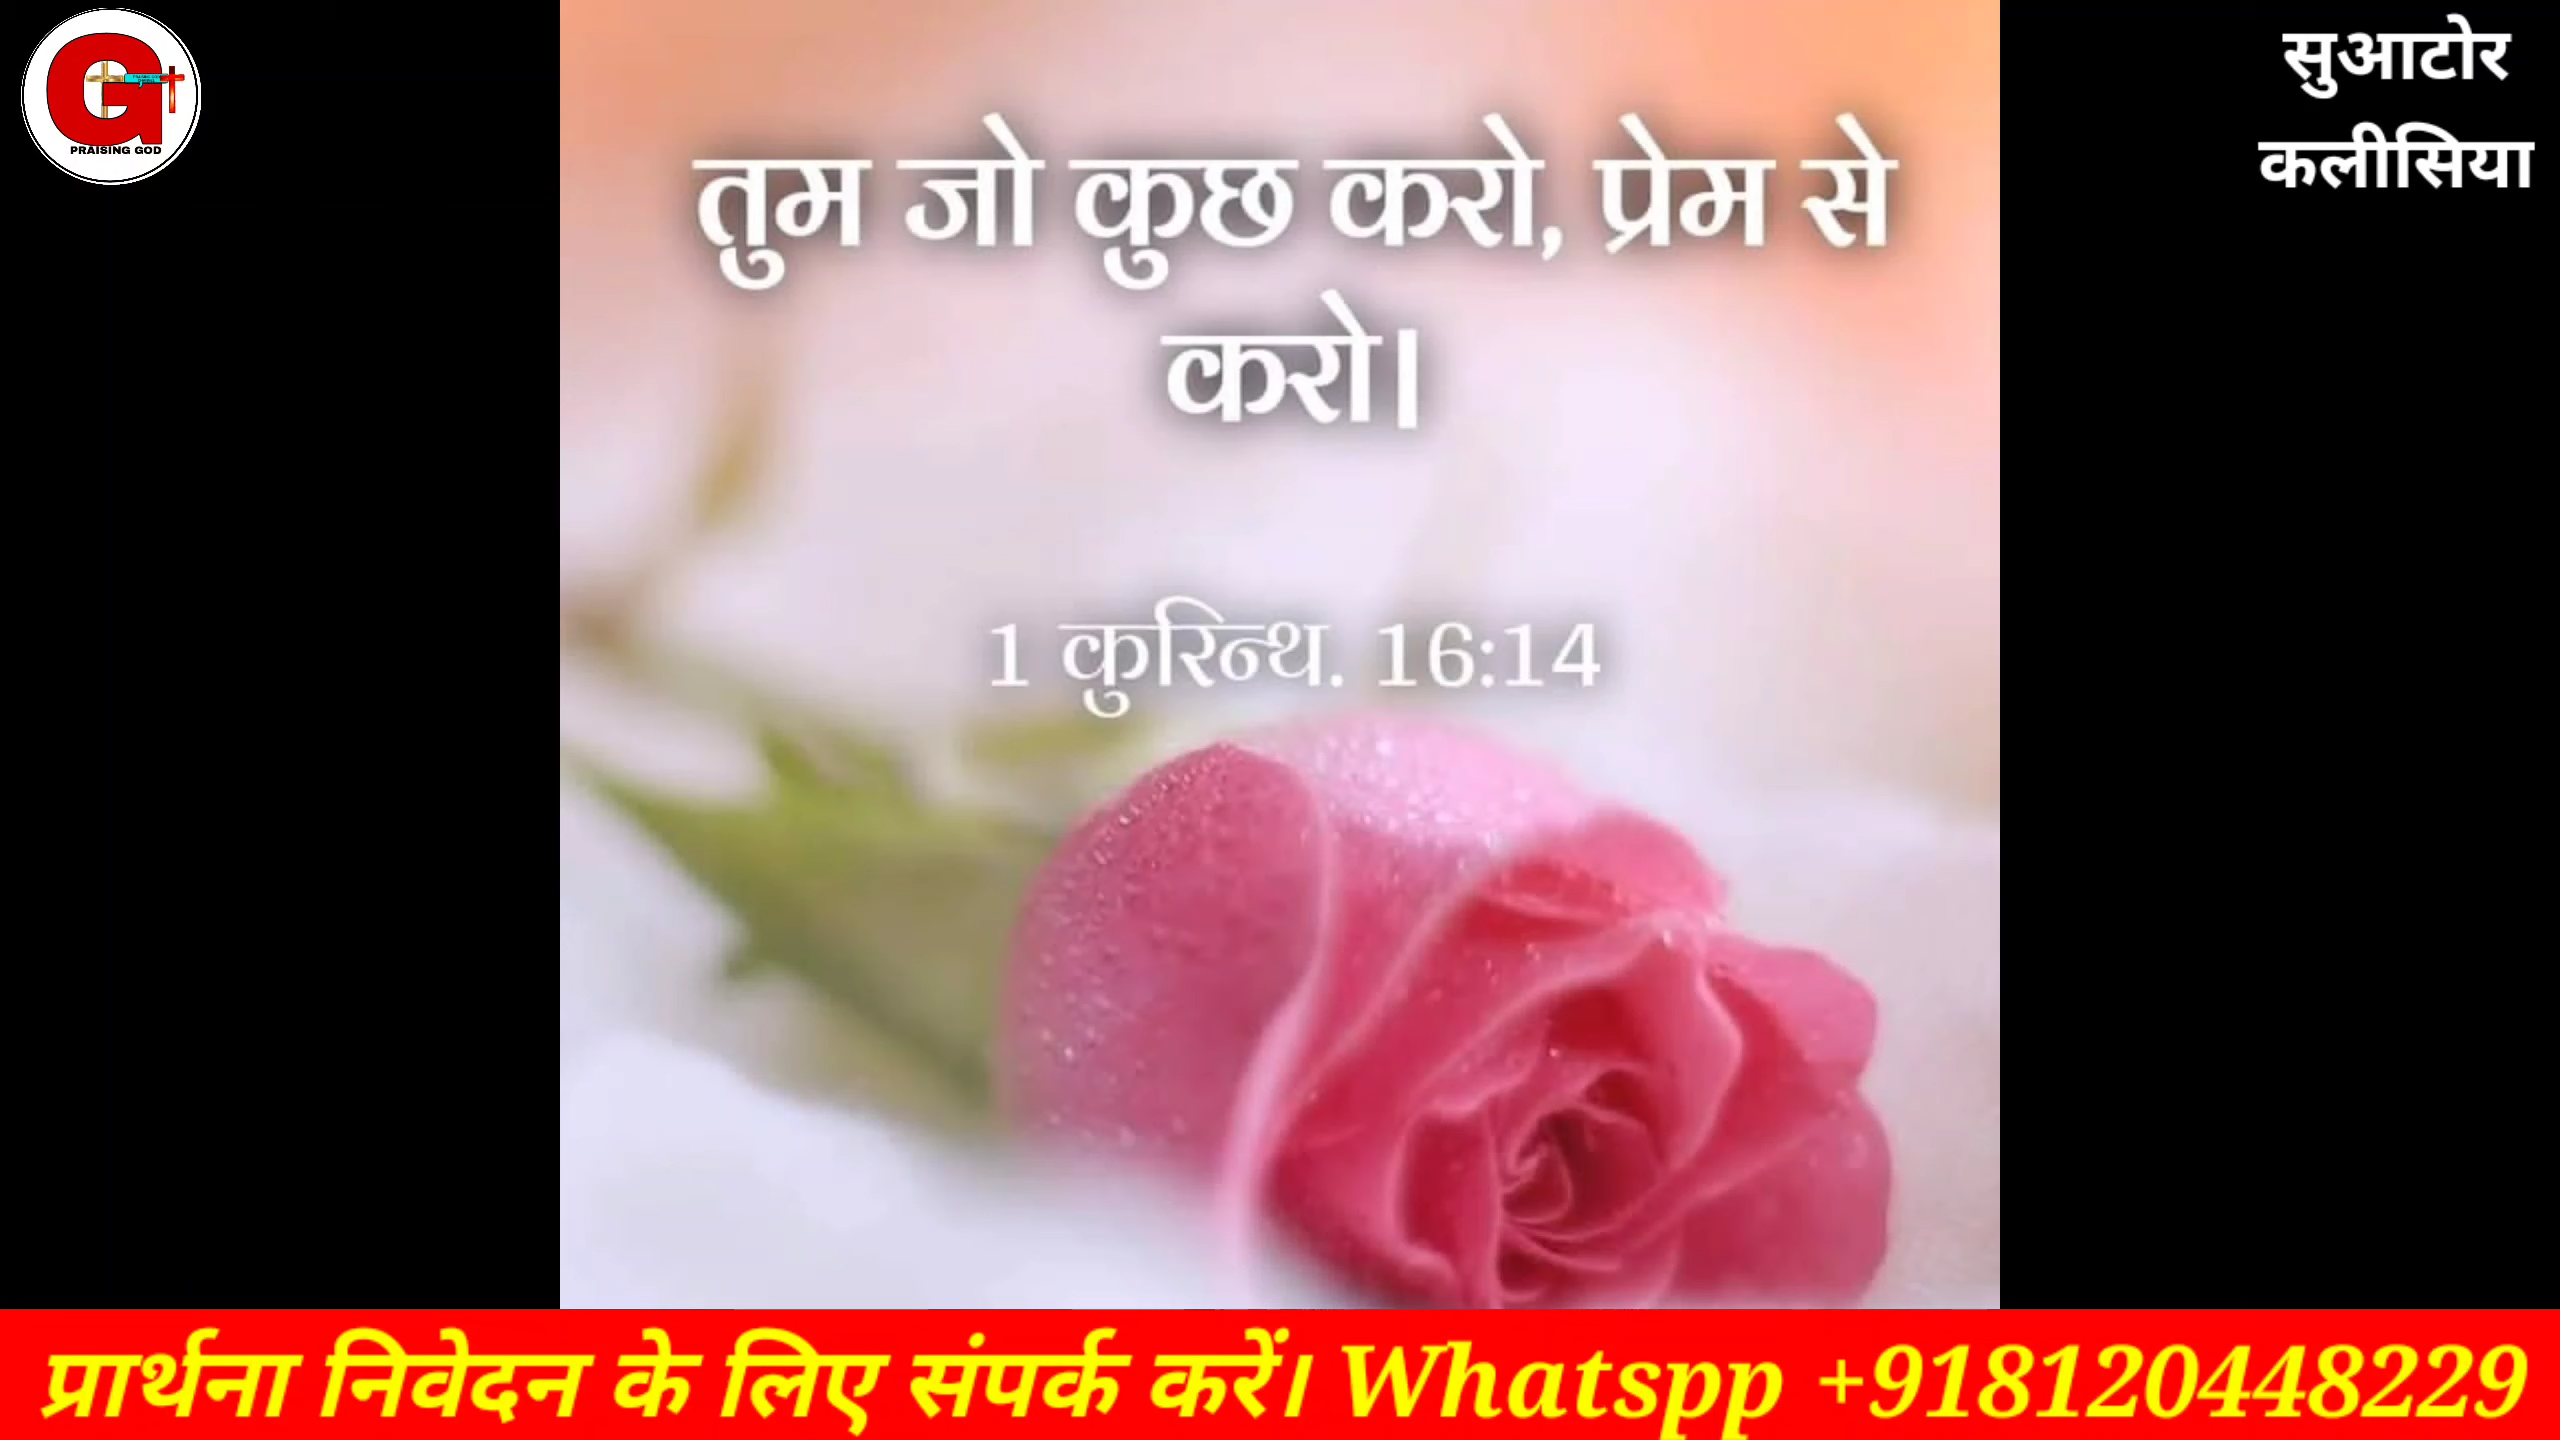 PRAISING GOD
सुआटोर
कलीसिया
तुम जो कुछ करो, प्रेम से
करो।
1 कुरिन्थ. 16:14
प्रार्थना निवेदन के लिए संपर्क करें। Whatspp +918120448229